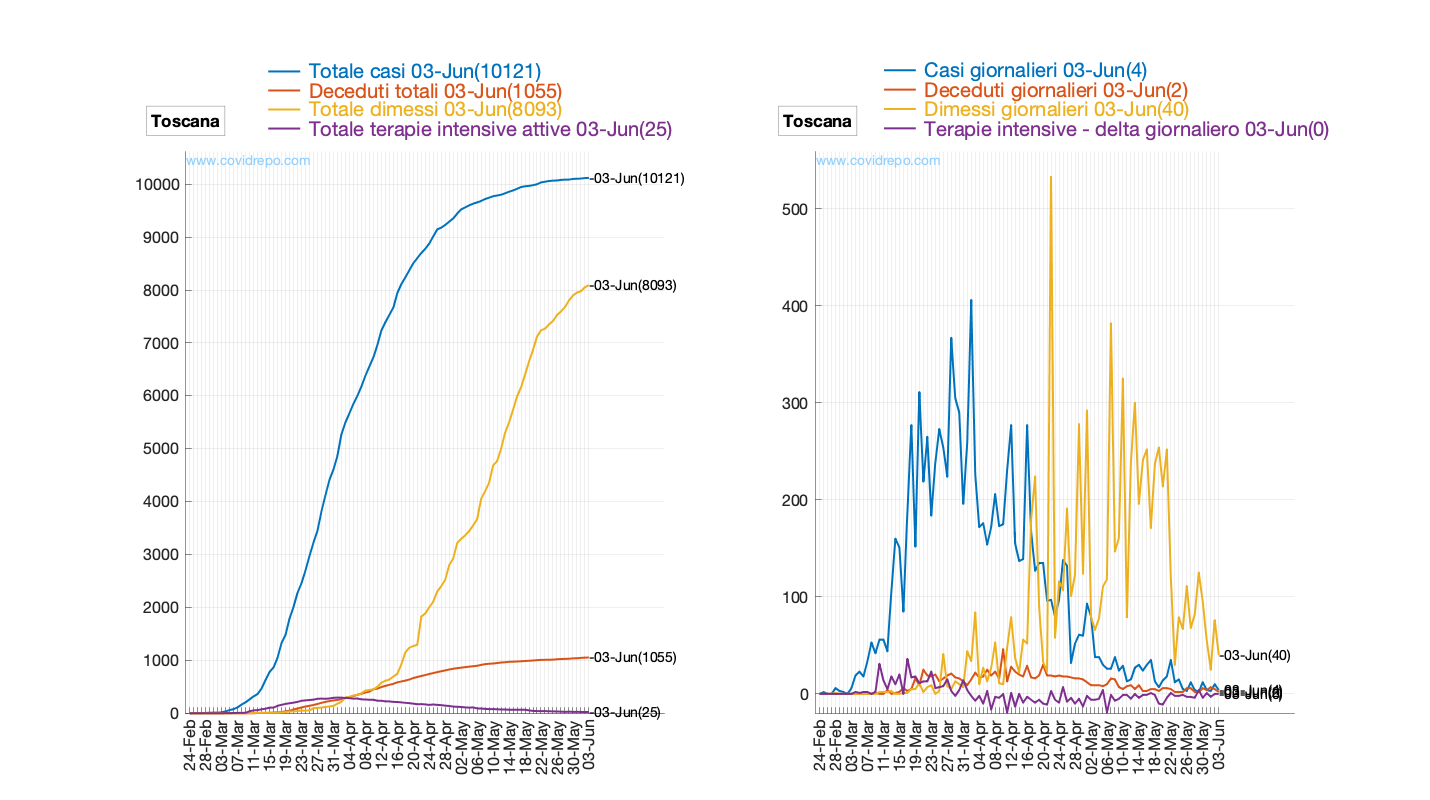 Totale casi 03-Jun(10121)
Deceduti totali 03-Jun(1055)
Totale dimessi 03-Jun(8093)
Totale terapie intensive attive 03-Jun(25)
Toscana
www.covidrepo.com
10000
9000
8000
7000
6000
5000
4000
3000
2000
1000
0
03-Jun(10121)
03-Jun(8093)
03-Jun(1055)
03-Jun(25)
24-Feb
28-Feb
03-Mar
07-Mar
11-Mar
15-Mar
19-Mar
23-Mar
27-Mar
31-Mar
04-Apr
08-Apr
12-Apr
16-Apr
20-Apr
24-Apr
28-Apr
02-May
06-May
10-May
14-May
18-May
22-May
26-May
30-May
03-Jun
Casi giornalieri 03-Jun(4)
Deceduti giornalieri 03-Jun(2)
Dimessi giornalieri 03-Jun(40)
Terapie intensive - delta giornaliero 03-Jun(0)
Toscana
www.covidrepo.com
500
400
300
200
100
0
03-Jun(40)
24-Feb
28-Feb
03-Mar
07-Mar
11-Mar
15-Mar
19-Mar
23-Mar
27-Mar
31-Mar
04-Apr
08-Apr
12-Apr
16-Apr
20-Apr
24-Apr
28-Apr
02-May
06-May
10-May
14-May
18-May
22-May
26-May
30-May
03-Jun